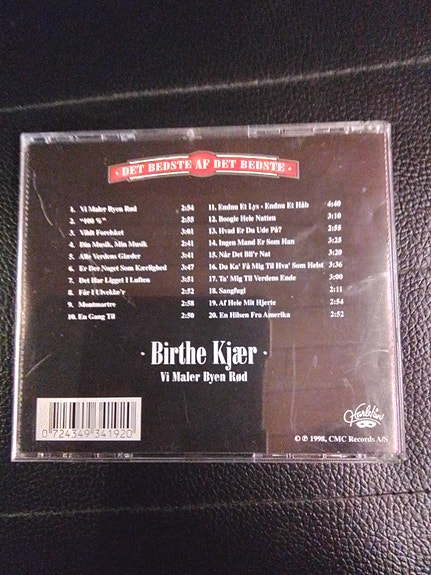 DET BEDSTE AF DET BEDSTE
1. Vi Maler Byen Rød 2:54
2. "100 %" 2:55
3. Vildt Forelsket 3:01
4. Din Musik, Min Musik 2:41
5. Alle Verdens Glæder 2:41
6. Er Der Noget Som Kærlighed 3:47
7. Det Har Ligget I Luften 3:51
8. Får I Ulveklæ'r 2:52
9. Montmartre 2:58
10. En Gang Til 2:50
11. Endnu Et Lys - Endnu Et Håb 4:40
12. Boogie Hele Natten 3:10
13. Hvad Er Du Ude På? 2:55
14. Ingen Mand Er Som Han 3:25
15. Når Det Bli'r Nat 3:20
16. Du Ka' Få Mig Til Hva' Som Helst 3:36
17. Ta' Mig Til Verdens Ende 3:00
18. Sangfugl 2:11
19. Af Hele Mit Hjerte 2:54
20. En Hilsen Fra Amerika 2:52
· Birthe Kjær ·
Vi Maler Byen Rød
0 724349 341920
Harlekin
© ℗ 1998, CMC Records A/S